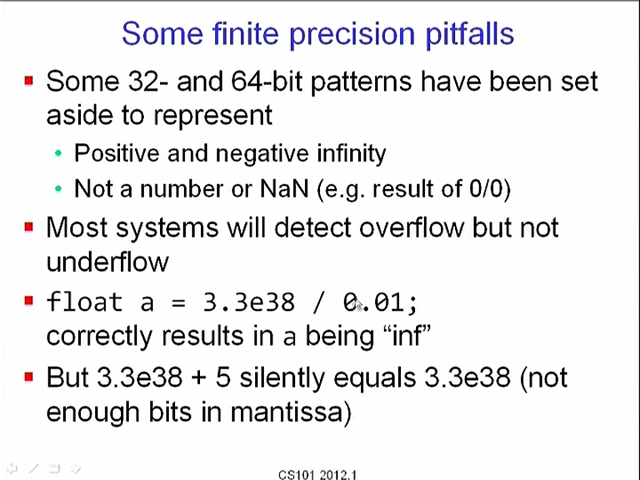 Some finite precision pitfalls
Some 32- and 64-bit patterns have been set
aside to represent
Positive and negative infinity
Not a number or NaN (e.g. result of 0/0)
Most systems will detect overflow but not
underflow
float a = 3.3e38 / 0.01;
correctly results in a being “inf”
But 3.3e38 + 5 silently equals 3.3e38 (not
enough bits in mantissa)
CS101 2012.1